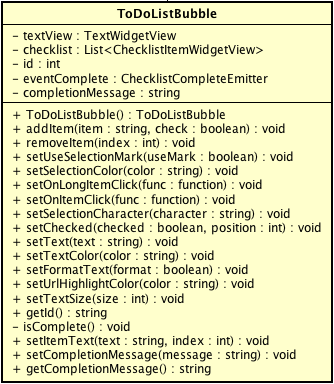 ToDoListBubble
- textView : TextWidgetView
- checklist : List<ChecklistItemWidgetView>
- id : int
- eventComplete : ChecklistCompleteEmitter
- completionMessage : string
+ ToDoListBubble() : ToDoListBubble
+ addItem(item : string, check : boolean) : void
+ removeItem(index : int) : void
+ setUseSelectionMark(useMark : boolean) : void
+ setSelectionColor(color : string) : void
+ setOnLongItemClick(func : function) : void
+ setOnItemClick(func : function) : void
+ setSelectionCharacter(character : string) : void
+ setChecked(checked : boolean, position : int) : void
+ setText(text : string) : void
+ setTextColor(color : string) : void
+ setFormatText(format : boolean) : void
+ setUrlHighlightColor(color : string) : void
+ setTextSize(size : int) : void
+ getId() : string
- isComplete() : void
+ setItemText(text : string, index : int) : void
+ setCompletionMessage(message : string) : void
+ getCompletionMessage() : string